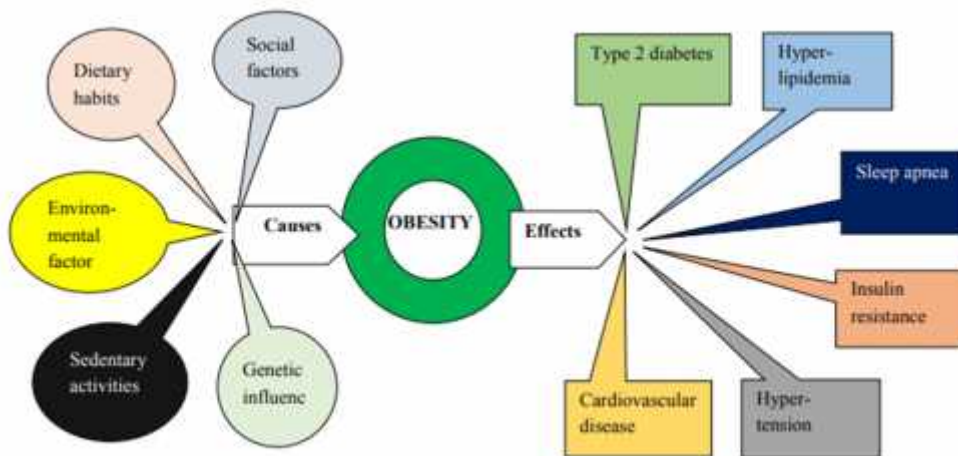 Dietary
habits
Social
factors
Environ-
mental
factor
Sedentary
activities
Genetic
influenc
Causes
OBESITY
Effects
Type 2 diabetes
Hyper-
lipidemia
Sleep apnea
Insulin
resistance
Hyper-
tension
Cardiovascular
disease